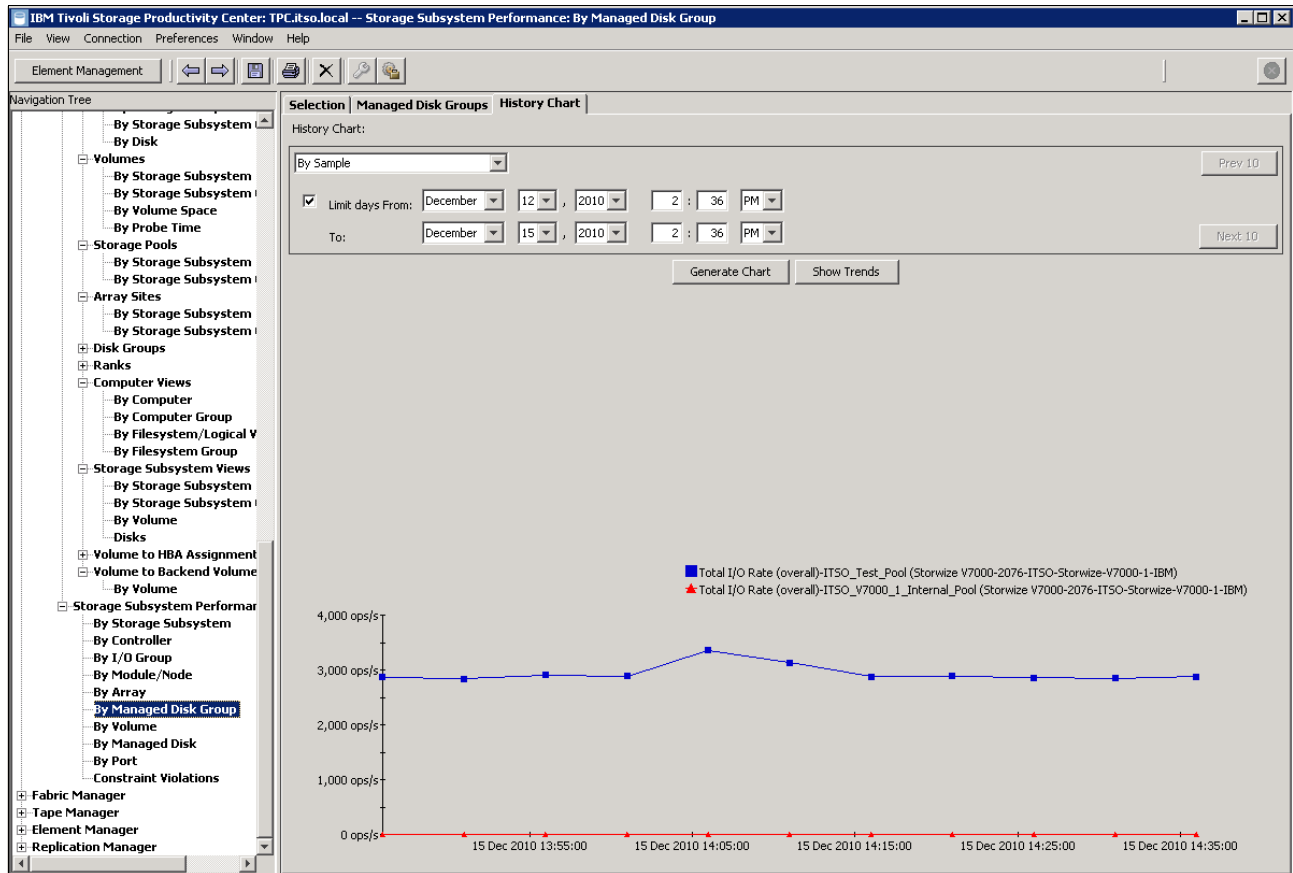 IBM Tivoli Storage Productivity Center: TPC.itso.local -- Storage Subsystem Performance: By Managed Disk Group
File View Connection Preferences Window Help
Element Management
Navigation Tree
By Storage Subsystem
By Disk
Volumes
By Storage Subsystem
By Storage Subsystem
By Volume Space
By Probe Time
Storage Pools
By Storage Subsystem
By Storage Subsystem
Array Sites
By Storage Subsystem
By Storage Subsystem
Disk Groups
Ranks
Computer Views
By Computer
By Computer Group
By Filesystem/Logical V
By Filesystem Group
Storage Subsystem Views
By Storage Subsystem
By Storage Subsystem
By Volume
Disks
Volume to HBA Assignment
Volume to Backend Volume
By Volume
Storage Subsystem Performan
By Storage Subsystem
By Controller
By I/O Group
By Module/Node
By Array
By Managed Disk Group
By Volume
By Managed Disk
By Port
Constraint Violations
Fabric Manager
Tape Manager
Element Manager
Replication Manager
Selection Managed Disk Groups History Chart
History Chart:
By Sample Prev 10
Limit days From: December 12 , 2010 2 : 36 PM
To: December 15 , 2010 2 : 36 PM Next 10
Generate Chart Show Trends
Total I/O Rate (overall)-ITSO_Test_Pool (Storwize V7000-2076-ITSO-Storwize-V7000-1-IBM)
Total I/O Rate (overall)-ITSO_V7000_1_Internal_Pool (Storwize V7000-2076-ITSO-Storwize-V7000-1-IBM)
4,000 ops/s
3,000 ops/s
2,000 ops/s
1,000 ops/s
0 ops/s
15 Dec 2010 13:55:00 15 Dec 2010 14:05:00 15 Dec 2010 14:15:00 15 Dec 2010 14:25:00 15 Dec 2010 14:35:00